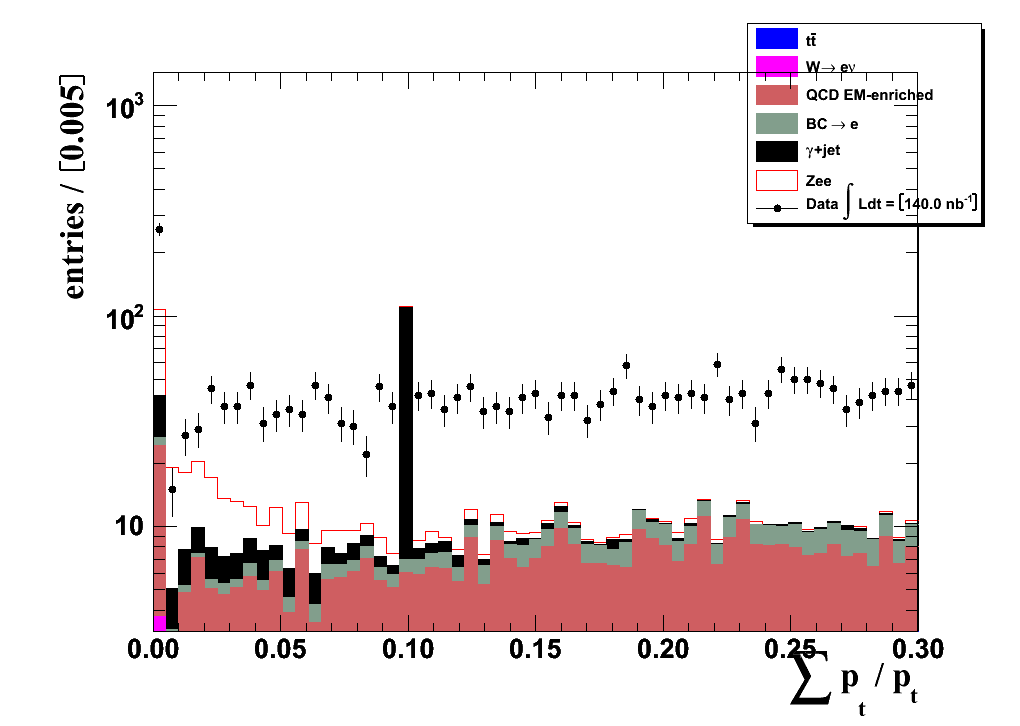 entries / [0.005]
10³
10²
10
tt̄
W→ eν
QCD EM-enriched
BC → e
γ+jet
Zee
Data ∫ Ldt = [140.0 nb⁻¹]
0.00 0.05 0.10 0.15 0.20 0.25 0.30
∑ pₜ / pₜ